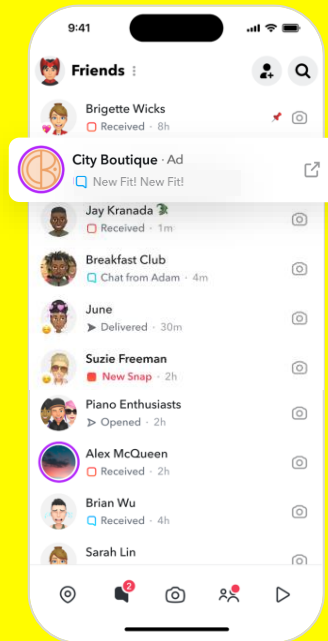 9:41
Friends
Brigette Wicks
Received · 8h
City Boutique · Ad
New Fit! New Fit!
Jay Kranada
Received · 1m
Breakfast Club
Chat from Adam · 4m
June
Delivered · 30m
Suzie Freeman
New Snap · 2h
Piano Enthusiasts
Opened · 2h
Alex McQueen
Received · 2h
Brian Wu
Received · 4h
Sarah Lin
2